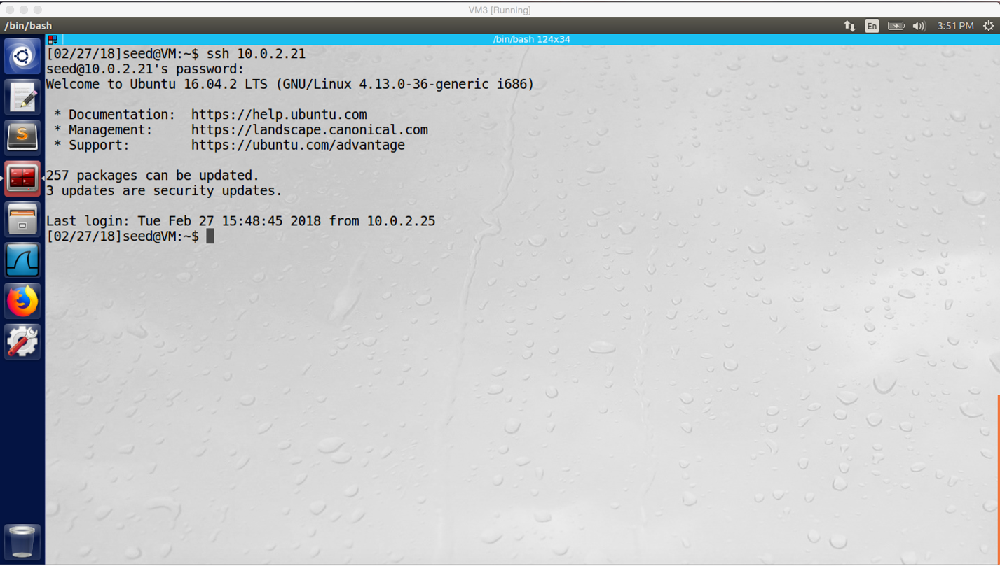 VM3 [Running]
/bin/bash
En
3:51 PM
/bin/bash 124x34
[02/27/18]seed@VM:~$ ssh 10.0.2.21
seed@10.0.2.21's password:
Welcome to Ubuntu 16.04.2 LTS (GNU/Linux 4.13.0-36-generic i686)
* Documentation:  https://help.ubuntu.com
* Management:     https://landscape.canonical.com
* Support:        https://ubuntu.com/advantage
257 packages can be updated.
3 updates are security updates.
Last login: Tue Feb 27 15:48:45 2018 from 10.0.2.25
[02/27/18]seed@VM:~$